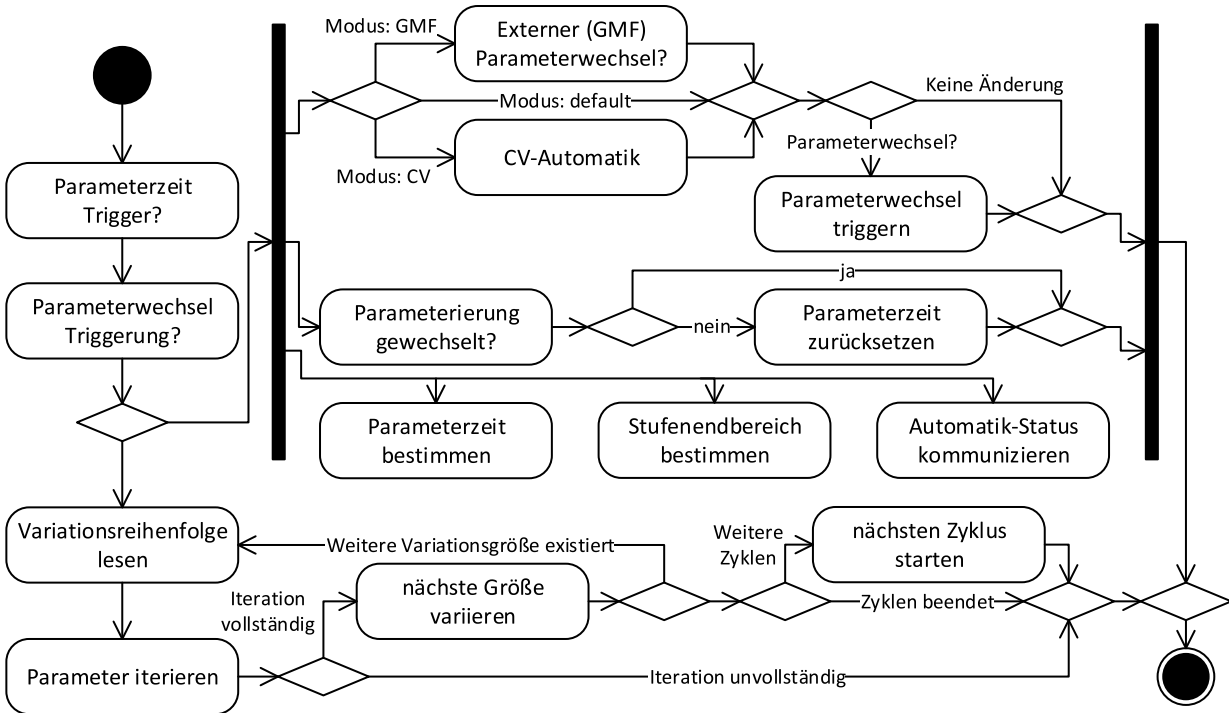 Modus: GMF
Externer (GMF)
Parameterwechsel?
Modus: default
Keine Änderung
CV-Automatik
Modus: CV
Parameterwechsel?
Parameterzeit
Trigger?
Parameterwechsel
triggern
ja
Parameterwechsel
Triggerung?
Parameterierung
gewechselt?
nein
Parameterzeit
zurücksetzen
Parameterzeit
bestimmen
Stufenendbereich
bestimmen
Automatik-Status
kommunizieren
Variationsreihenfolge
lesen
Weitere Variationsgröße existiert
Weitere
Zyklen
nächsten Zyklus
starten
Iteration
vollständig
nächste Größe
variieren
Zyklen beendet
Parameter iterieren
Iteration unvollständig